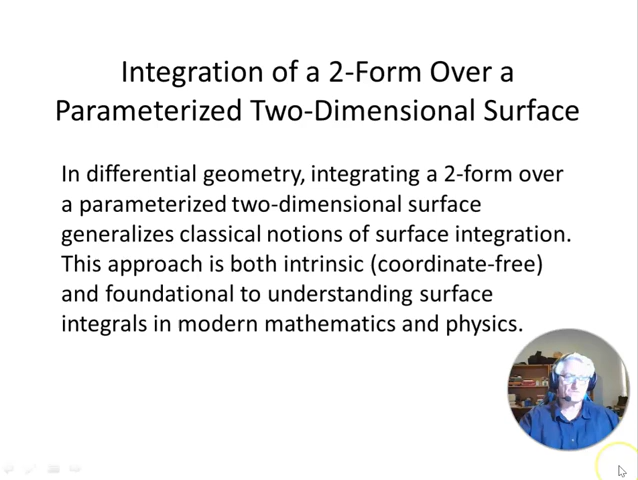 Integration of a 2-Form Over a
Parameterized Two-Dimensional Surface
In differential geometry, integrating a 2-form over
a parameterized two-dimensional surface
generalizes classical notions of surface integration.
This approach is both intrinsic (coordinate-free)
and foundational to understanding surface
integrals in modern mathematics and physics.